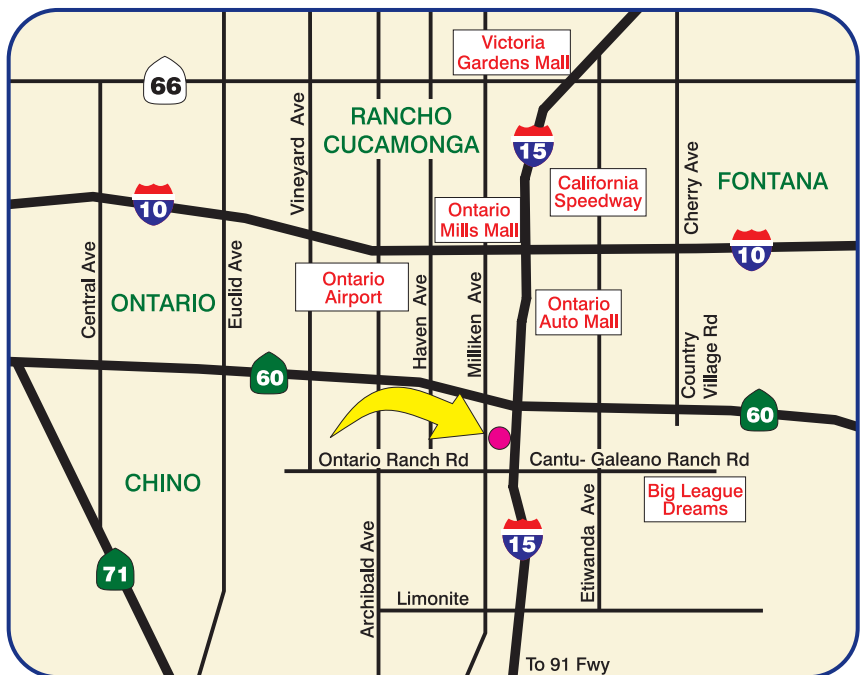 Victoria
Gardens Mall
66
Vineyard Ave
RANCHO
CUCAMONGA
15
California
Speedway
Cherry Ave
FONTANA
10
Ontario
Mills Mall
10
Central Ave
Euclid Ave
ONTARIO
Ontario
Airport
Haven Ave
Milliken Ave
Ontario
Auto Mall
Country
Village Rd
60
60
Ontario Ranch Rd
Cantu- Galeano Ranch Rd
CHINO
Big League
Dreams
Archibald Ave
Etiwanda Ave
15
71
Limonite
To 91 Fwy